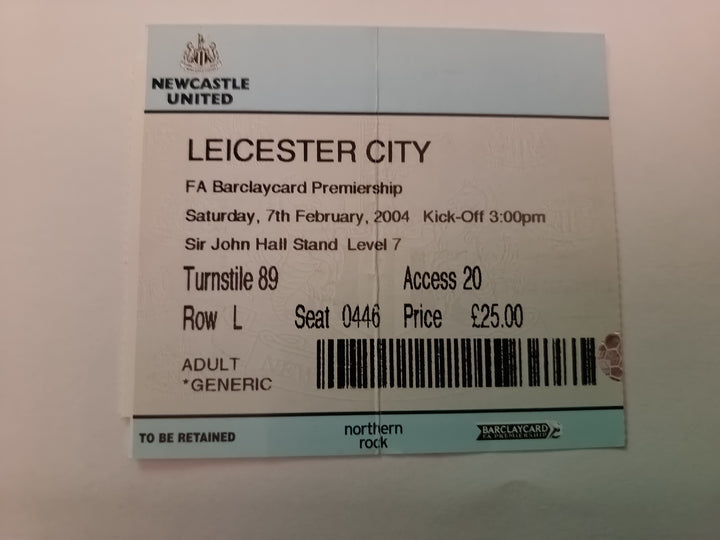 NEWCASTLE
UNITED
LEICESTER CITY
FA Barclaycard Premiership
Saturday, 7th February, 2004 Kick-Off 3:00pm
Sir John Hall Stand Level 7
Turnstile 89 Access 20
Row L Seat 0446 Price £25.00
ADULT
*GENERIC
TO BE RETAINED
northern
rock
BARCLAYCARD
FA PREMIERSHIP